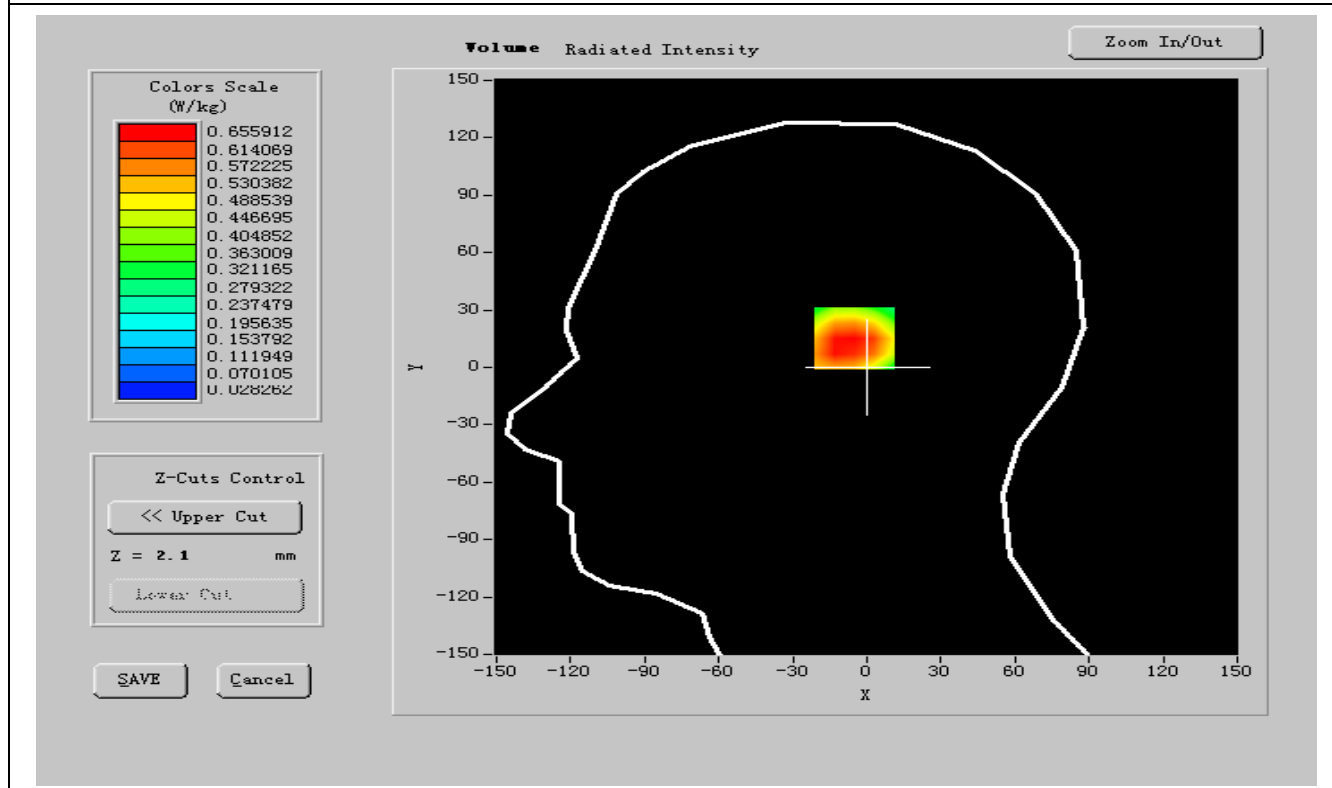 Volume Radiated Intensity
Zoom In/Out
Colors Scale
(W/kg)
0.655912
0.614069
0.572225
0.530382
0.488539
0.446695
0.404852
0.363009
0.321165
0.279322
0.237479
0.195635
0.153792
0.111949
0.070105
0.028262
Z-Cuts Control
<< Upper Cut
Z = 2.1 mm
Lower Cut
SAVE Cancel
150
120
90
60
30
0
-30
-60
-90
-120
-150
Y
-150 -120 -90 -60 -30 0 30 60 90 120 150
X